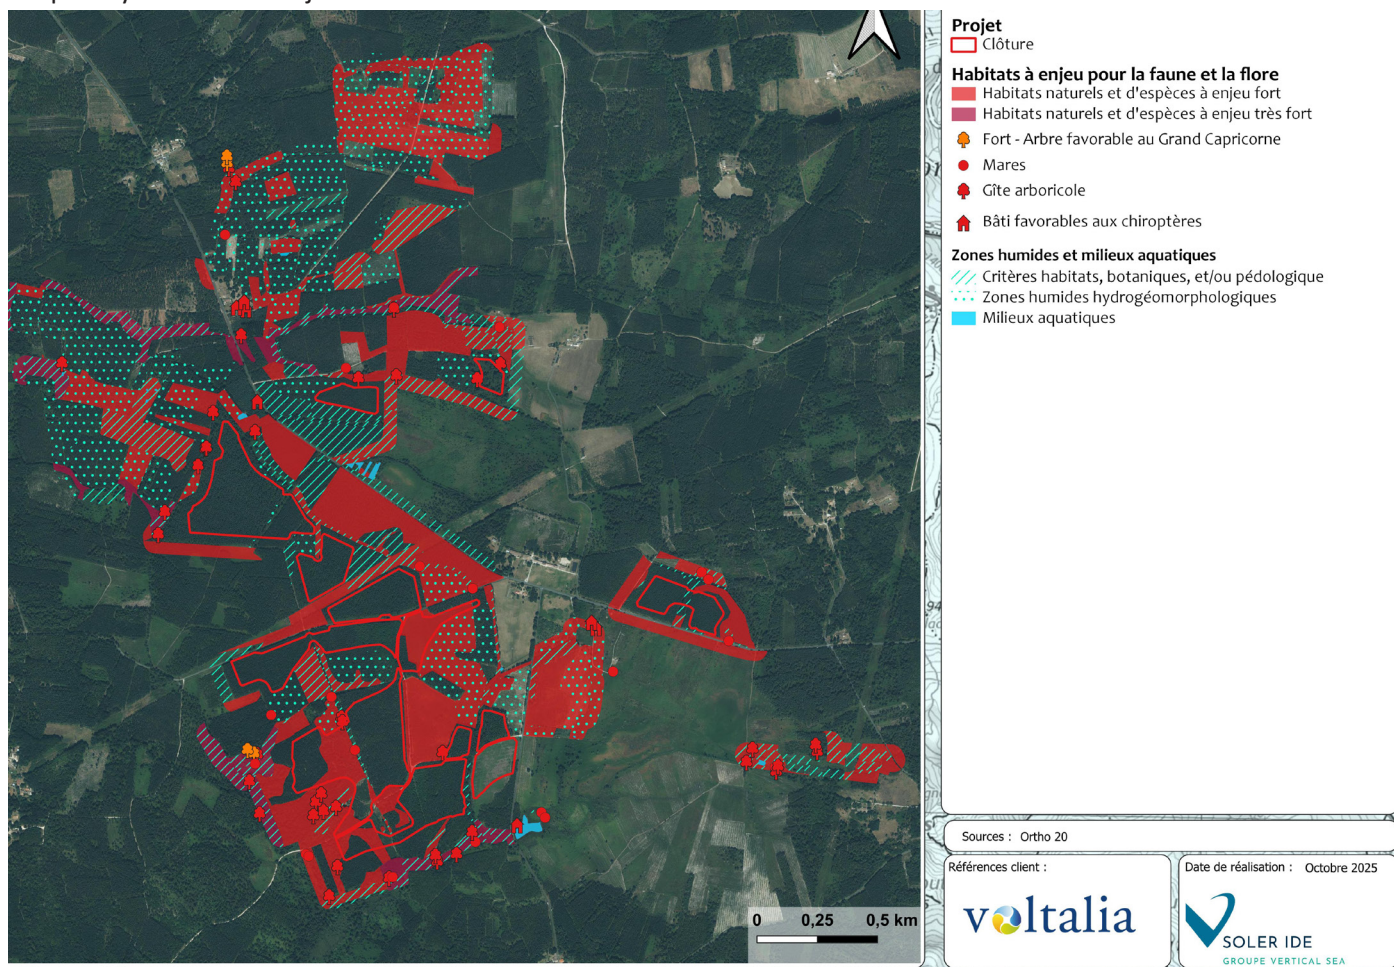 Projet
Clôture
Habitats à enjeu pour la faune et la flore
Habitats naturels et d'espèces à enjeu fort
Habitats naturels et d'espèces à enjeu très fort
Fort - Arbre favorable au Grand Capricorne
Mares
Gîte arboricole
Bâti favorables aux chiroptères
Zones humides et milieux aquatiques
Critères habitats, botaniques, et/ou pédologique
Zones humides hydrogéomorphologiques
Milieux aquatiques
0 0,25 0,5 km
Sources : Ortho 20
Références client :
voltalia
Date de réalisation : Octobre 2025
SOLER IDE
GROUPE VERTICAL SEA